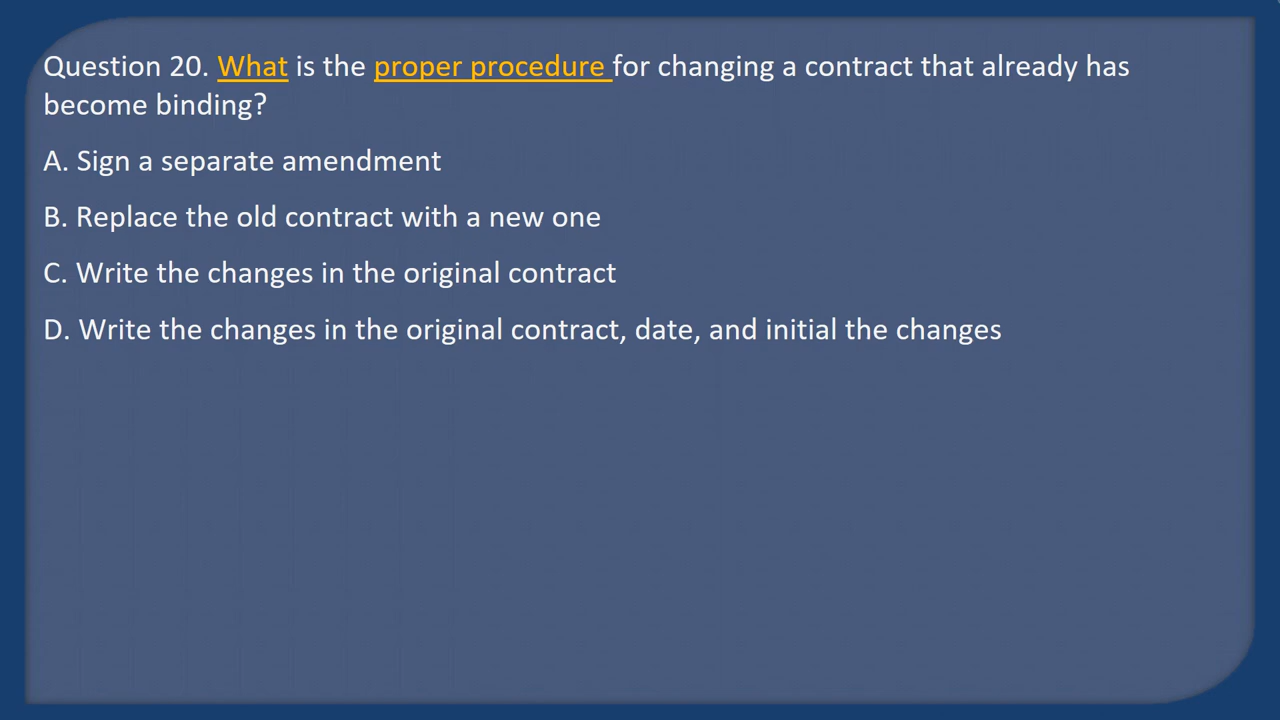 Question 20. What is the proper procedure for changing a contract that already has
become binding?
A. Sign a separate amendment
B. Replace the old contract with a new one
C. Write the changes in the original contract
D. Write the changes in the original contract, date, and initial the changes